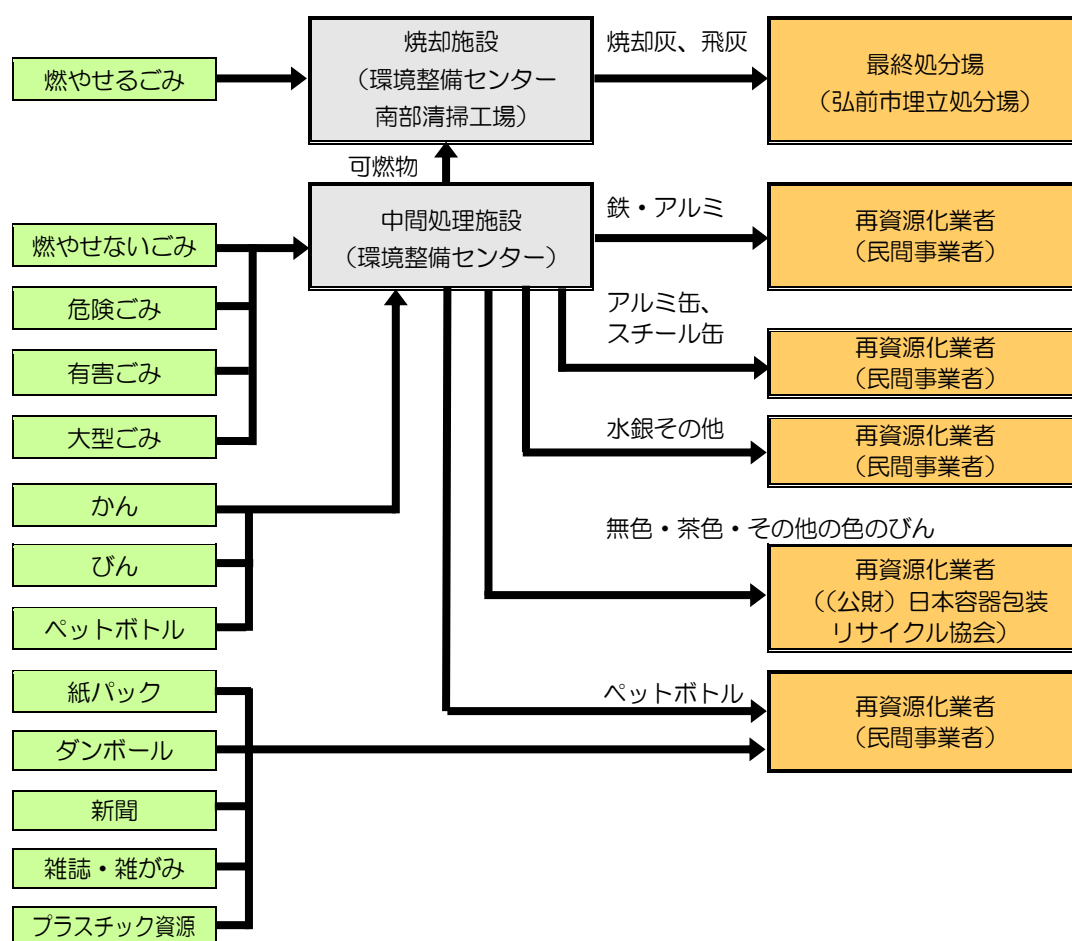 燃やせるごみ
焼却施設
（環境整備センター
南部清掃工場）
焼却灰、飛灰
最終処分場
（弘前市埋立処分場）
可燃物
燃やせないごみ
危険ごみ
有害ごみ
大型ごみ
中間処理施設
（環境整備センター）
鉄・アルミ
再資源化業者
（民間事業者）
アルミ缶、
スチール缶
再資源化業者
（民間事業者）
水銀その他
再資源化業者
（民間事業者）
かん
びん
ペットボトル
無色・茶色・その他の色のびん
再資源化業者
（(公財）日本容器包装
リサイクル協会）
紙パック
ダンボール
新聞
雑誌・雑がみ
プラスチック資源
ペットボトル
再資源化業者
（民間事業者）